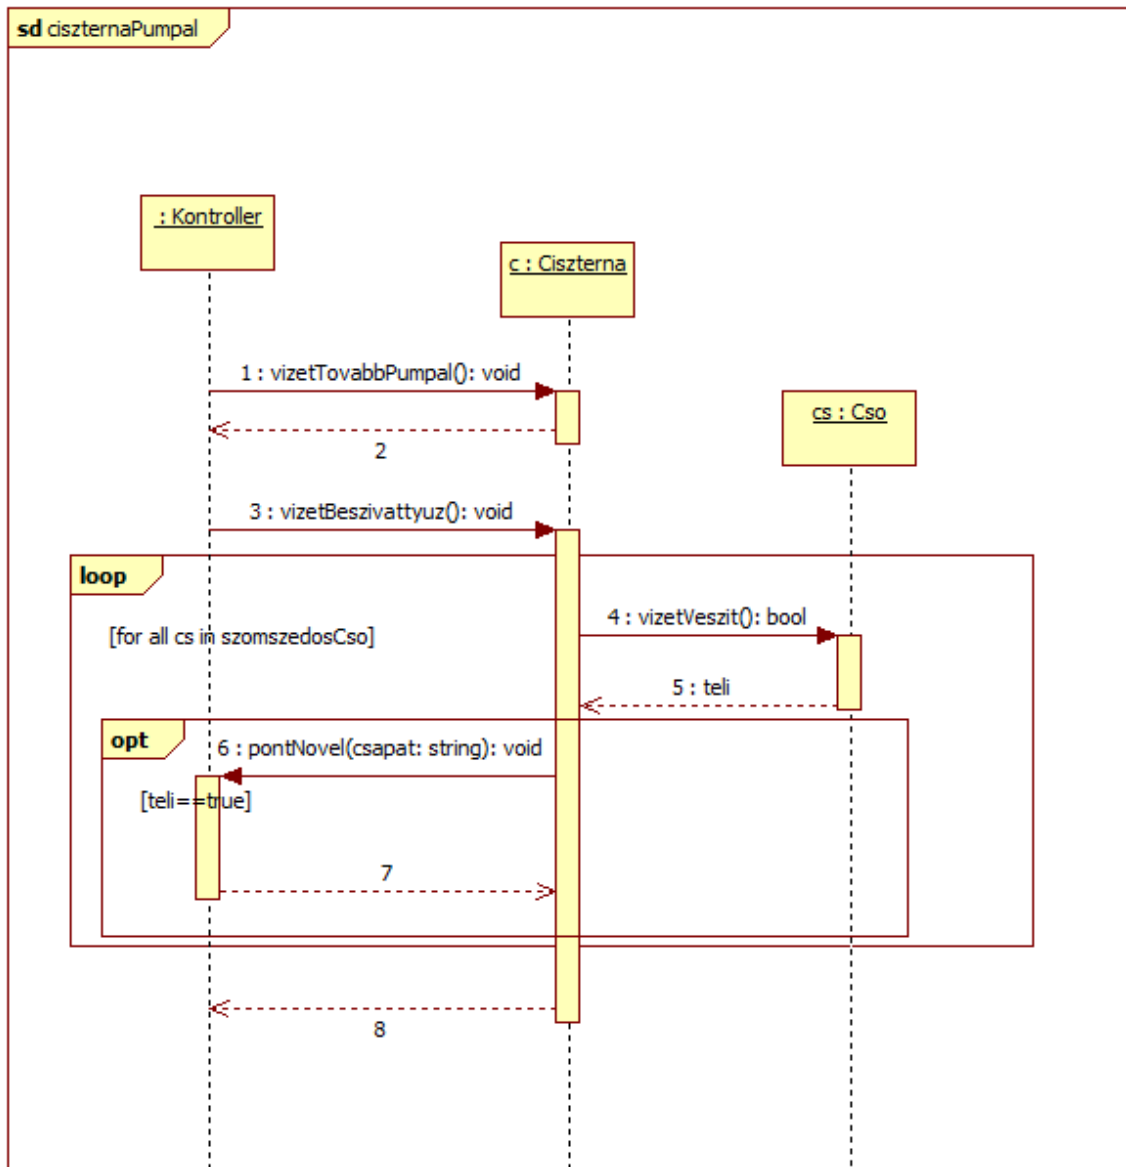 sd ciszternaPumpal
: Kontroller
c : Ciszterna
1 : vizetTovabbPumpal(): void
cs : Cso
2
3 : vizetBeszivattyuz(): void
loop
4 : vizetVeszit(): bool
[for all cs in szomszedosCso]
5 : teli
opt
6 : pontNovel(csapat: string): void
[teli==true]
7
8